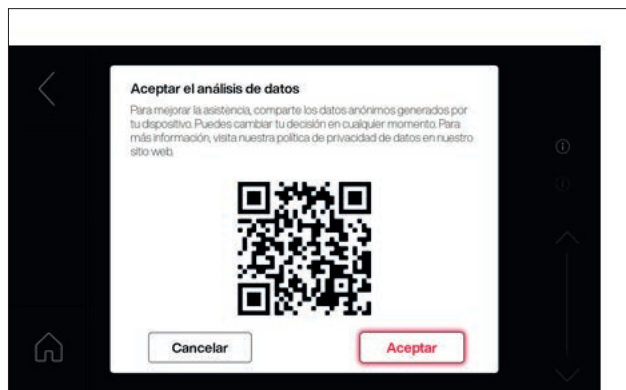 Aceptar el análisis de datos
Para mejorar la asistencia, comparte los datos anónimos generados por
tu dispositivo. Puedes cambiar tu decisión en cualquier momento. Para
más información, visita nuestra política de privacidad de datos en nuestro
sitio web.
Cancelar
Aceptar